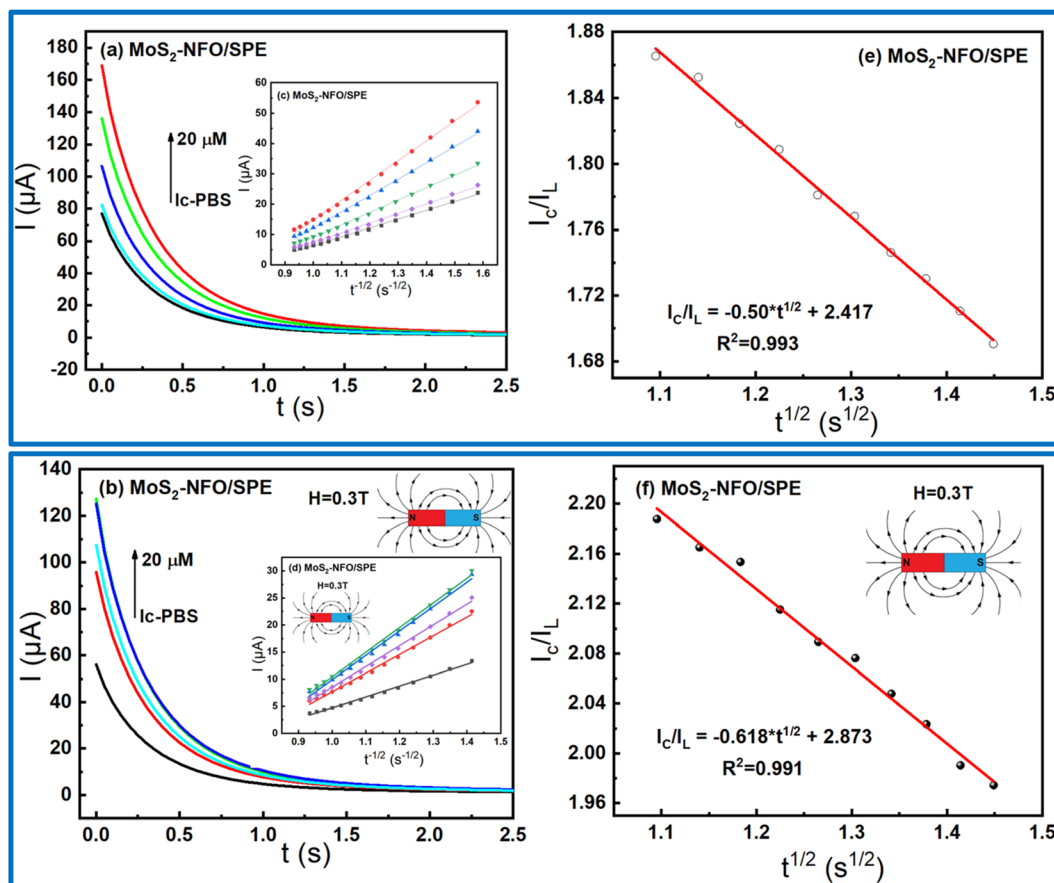 (a) MoS₂-NFO/SPE
I (µA)
180
160
140
120
100
80
60
40
20
0
-20
20 µM
Ic-PBS
0.0 0.5 1.0 1.5 2.0 2.5
t (s)
(c) MoS₂-NFO/SPE
I (µA)
60
50
40
30
20
10
0
0.9 1.0 1.1 1.2 1.3 1.4 1.5 1.6
t⁻¹/² (s⁻¹/²)
(e) MoS₂-NFO/SPE
I_C/I_L
1.88
1.84
1.80
1.76
1.72
1.68
I_C/I_L = -0.50*t¹/² + 2.417
R²=0.993
1.1 1.2 1.3 1.4 1.5
t¹/² (s¹/²)
(b) MoS₂-NFO/SPE
H=0.3T
N S
I (µA)
140
120
100
80
60
40
20
0
20 µM
Ic-PBS
0.0 0.5 1.0 1.5 2.0 2.5
t (s)
(d) MoS₂-NFO/SPE
H=0.3T
I (µA)
30
25
20
15
10
5
0
0.9 1.0 1.1 1.2 1.3 1.4 1.5
t⁻¹/² (s⁻¹/²)
(f) MoS₂-NFO/SPE
H=0.3T
N S
I_C/I_L
2.20
2.16
2.12
2.08
2.04
2.00
1.96
I_C/I_L = -0.618*t¹/² + 2.873
R²=0.991
1.1 1.2 1.3 1.4 1.5
t¹/² (s¹/²)